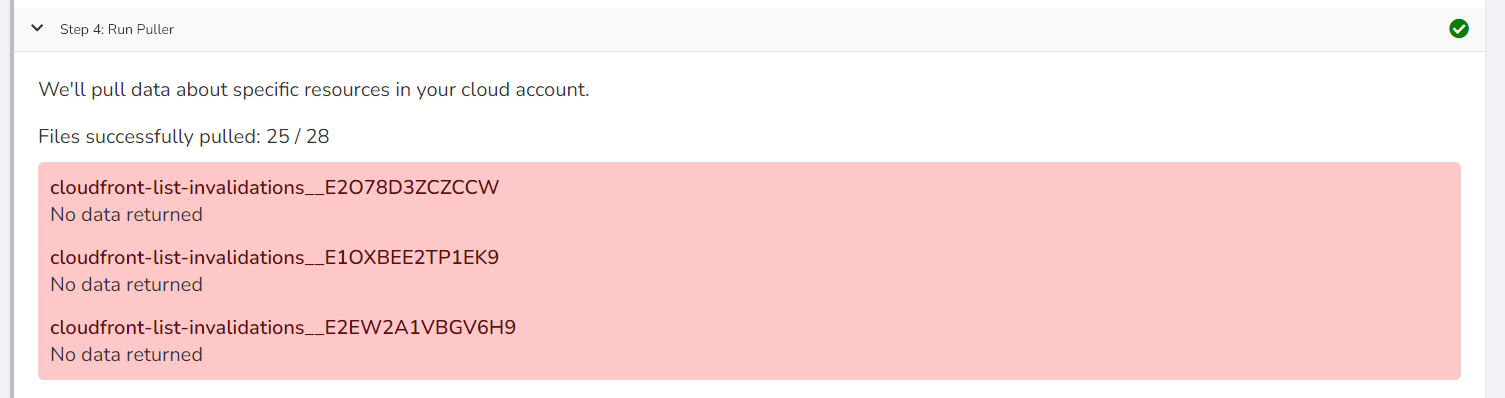 Step 4: Run Puller
We'll pull data about specific resources in your cloud account.
Files successfully pulled: 25 / 28
cloudfront-list-invalidations__E2O78D3ZCZCCW
No data returned
cloudfront-list-invalidations__E1OXBEE2TP1EK9
No data returned
cloudfront-list-invalidations__E2EW2A1VBGV6H9
No data returned